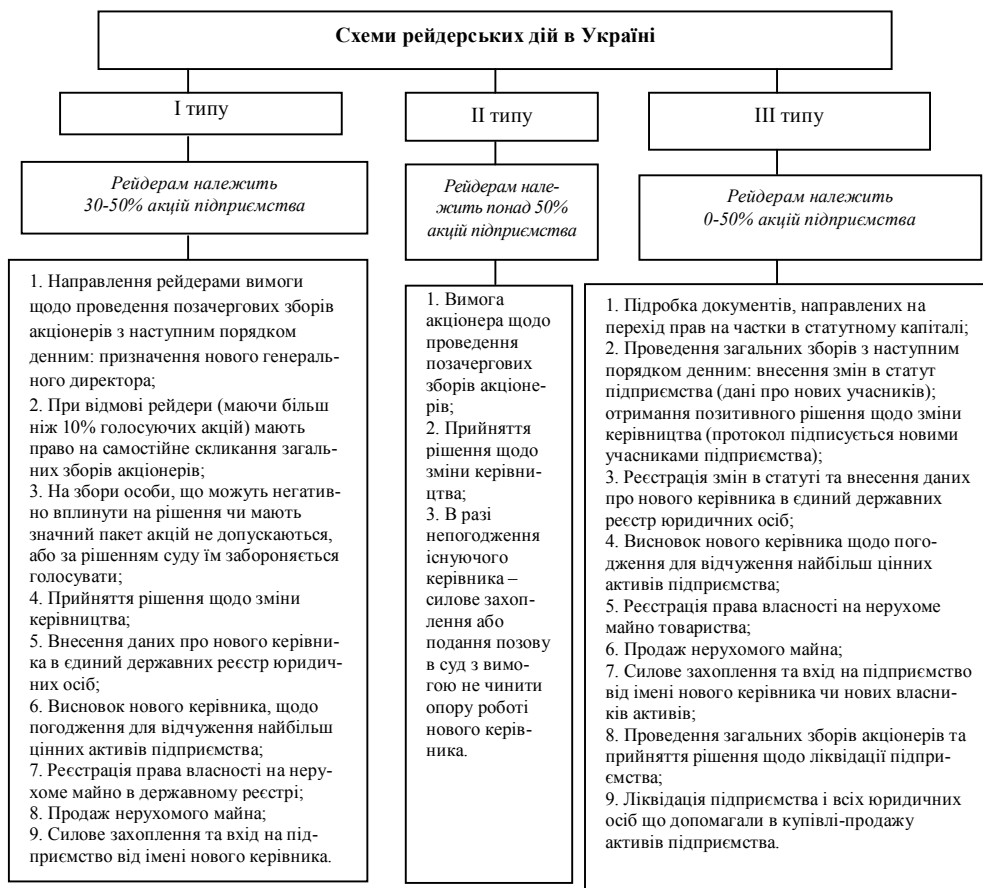 Схеми рейдерських дій в Україні
І типу
Рейдерам належить
30-50% акцій підприємства
1. Направлення рейдерами вимоги
щодо проведення позачергових зборів
акціонерів з наступним порядком
денним: призначення нового генераль-
ного директора;
2. При відмові рейдери (маючи більш
ніж 10% голосуючих акцій) мають
право на самостійне скликання загаль-
них зборів акціонерів;
3. На збори особи, що можуть негатив-
но вплинути на рішення чи мають
значний пакет акцій не допускаються,
або за рішенням суду їм забороняється
голосувати;
4. Прийняття рішення щодо зміни
керівництва;
5. Внесення даних про нового керівни-
ка в єдиний державних реєстр юридич-
них осіб;
6. Висновок нового керівника, щодо
погодження для відчуження найбільш
цінних активів підприємства;
7. Реєстрація права власності на неру-
хоме майно в державному реєстрі;
8. Продаж нерухомого майна;
9. Силове захоплення та вхід на під-
приємство від імені нового керівника.
ІІ типу
Рейдерам нале-
жить понад 50%
акцій підприємства
1. Вимога
акціонера щодо
проведення
позачергових
зборів акціоне-
рів;
2. Прийняття
рішення щодо
зміни керівни-
цтва;
3. В разі
непогодження
існуючого
керівника –
силове захоп-
лення або
подання позову
в суд з вимо-
гою не чинити
опору роботі
нового керів-
ника.
ІІІ типу
Рейдерам належить
0-50% акцій підприємства
1. Підробка документів, направлених на
перехід прав на частки в статутному капіталі;
2. Проведення загальних зборів з наступним
порядком денним: внесення змін в статут
підприємства (дані про нових учасників);
отримання позитивного рішення щодо зміни
керівництва (протокол підписується новими
учасниками підприємства);
3. Реєстрація змін в статуті та внесення даних
про нового керівника в єдиний державних
реєстр юридичних осіб;
4. Висновок нового керівника щодо пого-
дження для відчуження найбільш цінних
активів підприємства;
5. Реєстрація права власності на нерухоме
майно товариства;
6. Продаж нерухомого майна;
7. Силове захоплення та вхід на підприємство
від імені нового керівника чи нових власни-
ків активів;
8. Проведення загальних зборів акціонерів та
прийняття рішення щодо ліквідації підпри-
ємства;
9. Ліквідація підприємства і всіх юридичних
осіб що допомагали в купівлі-продажу
активів підприємства.